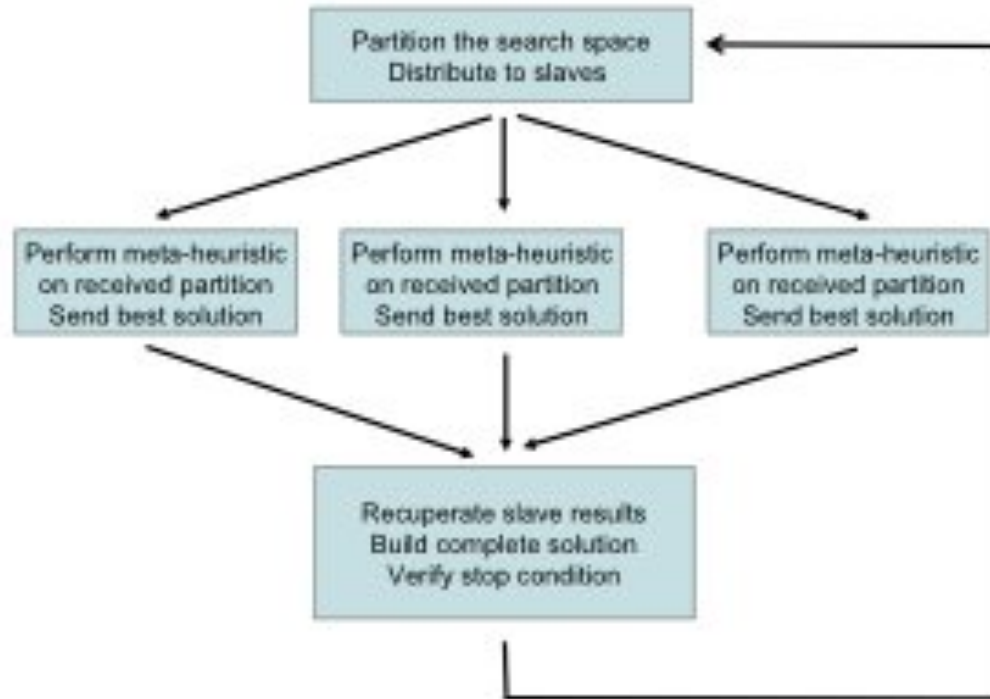 Partition the search space
Distribute to slaves
Perform meta-heuristic
on received partition
Send best solution
Perform meta-heuristic
on received partition
Send best solution
Perform meta-heuristic
on received partition
Send best solution
Recuperate slave results
Build complete solution
Verify stop condition